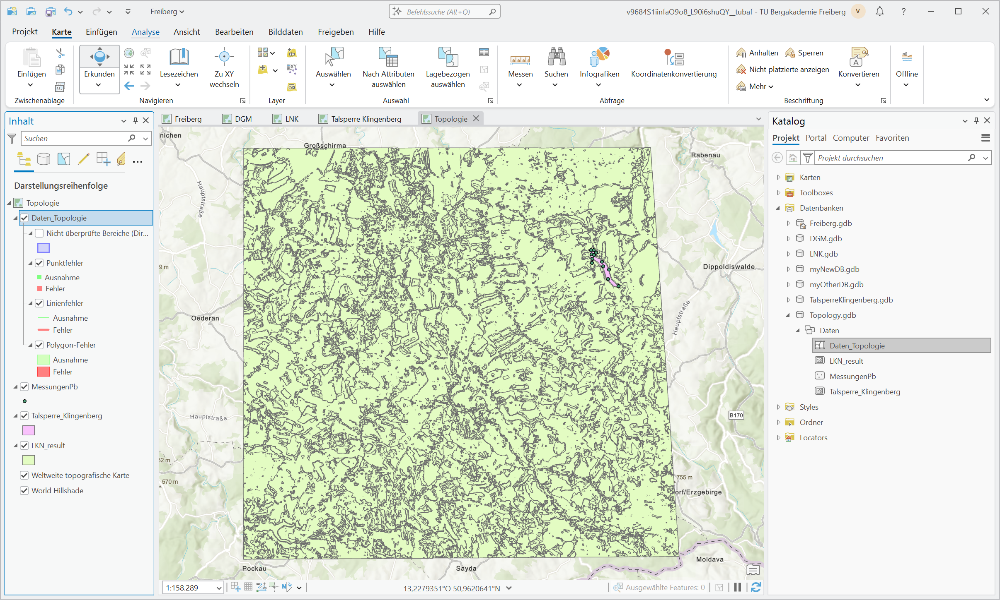 Freiberg
Befehlssuche (Alt+Q)
v9684S1iinfaO9o8_L90i6shuQY__tubaf - TU Bergakademie Freiberg
V
?
Projekt
Karte
Einfügen
Analyse
Ansicht
Bearbeiten
Bilddaten
Freigeben
Hilfe
Einfügen
Zwischenablage
Erkunden
Lesezeichen
Zu XY
wechseln
Navigieren
XY
Layer
Auswählen
Nach Attributen
auswählen
Lagebezogen
auswählen
Auswahl
Messen
Suchen
Infografiken
Koordinatenkonvertierung
Abfrage
Anhalten
Sperren
Nicht platzierte anzeigen
Mehr
A
Konvertieren
Beschriftung
Offline
Inhalt
Suchen
Darstellungsreihenfolge
Topologie
Daten_Topologie
Nicht überprüfte Bereiche (Dir...
Punktfehler
Ausnahme
Fehler
Linienfehler
Ausnahme
Fehler
Polygon-Fehler
Ausnahme
Fehler
MessungenPb
Talsperre_Klingenberg
LKN_result
Weltweite topografische Karte
World Hillshade
Freiberg
DGM
LNK
Talsperre Klingenberg
Topologie
inichen
Großschirma
Rabenau
Hauptstraße
9 m
Dippoldiswalde
Hauptstraße
Oederan
Hauptstraße
B170
52 m
570 m
755 m
orf/Erzgebirge
Moldava
Pockau
Sayda
1:158.289
N
13,2279351°O 50,9620641°N
Ausgewählte Features: 0
Katalog
Projekt
Portal
Computer
Favoriten
Projekt durchsuchen
Karten
Toolboxes
Datenbanken
Freiberg.gdb
DGM.gdb
LNK.gdb
myNewDB.gdb
myOtherDB.gdb
TalsperreKlingenberg.gdb
Topology.gdb
Daten
Daten_Topologie
LKN_result
MessungenPb
Talsperre_Klingenberg
Styles
Ordner
Locators